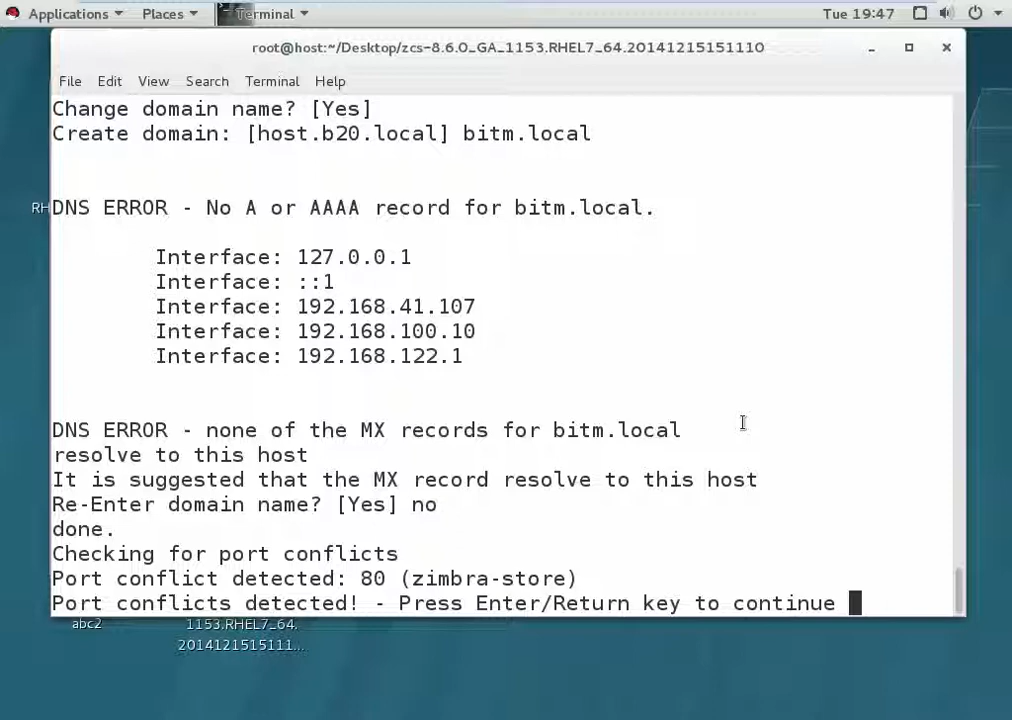 Applications Places Terminal Tue 19:47
root@host:~/Desktop/zcs-8.6.0_GA_1153.RHEL7_64.20141215151110
File Edit View Search Terminal Help
Change domain name? [Yes]
Create domain: [host.b20.local] bitm.local
DNS ERROR - No A or AAAA record for bitm.local.
Interface: 127.0.0.1
Interface: ::1
Interface: 192.168.41.107
Interface: 192.168.100.10
Interface: 192.168.122.1
DNS ERROR - none of the MX records for bitm.local
resolve to this host
It is suggested that the MX record resolve to this host
Re-Enter domain name? [Yes] no
done.
Checking for port conflicts
Port conflict detected: 80 (zimbra-store)
Port conflicts detected! - Press Enter/Return key to continue
RH
abc2
1153.RHEL7_64.
2014121515111...